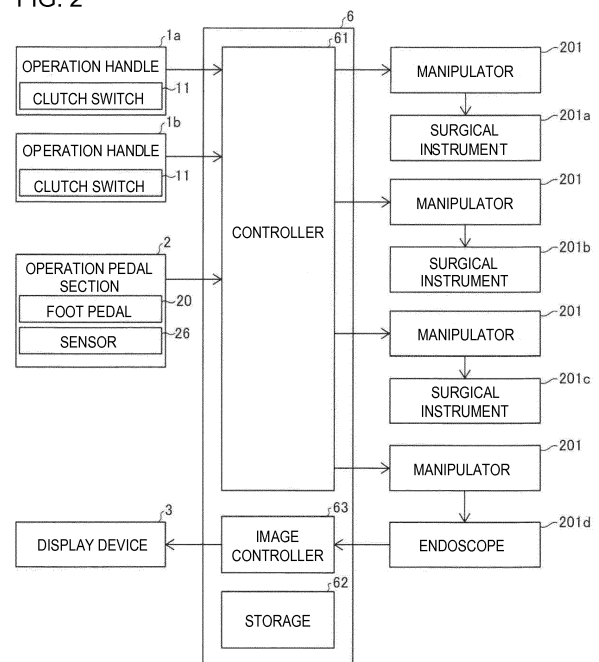 FIG. 2
6
1a
OPERATION HANDLE
CLUTCH SWITCH
11
1b
OPERATION HANDLE
CLUTCH SWITCH
11
2
OPERATION PEDAL
SECTION
FOOT PEDAL
20
SENSOR
26
3
DISPLAY DEVICE
61
CONTROLLER
63
IMAGE
CONTROLLER
62
STORAGE
201
MANIPULATOR
201a
SURGICAL
INSTRUMENT
201
MANIPULATOR
201b
SURGICAL
INSTRUMENT
201
MANIPULATOR
201c
SURGICAL
INSTRUMENT
201
MANIPULATOR
201d
ENDOSCOPE